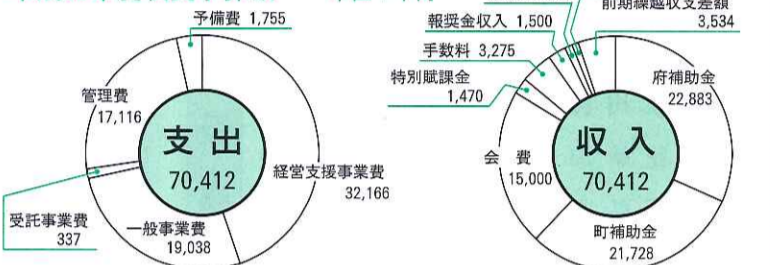 予備費 1,755
管理費
17,116
支出
70,412
経営支援事業費
32,166
受託事業費
337
一般事業費
19,038
前期繰越収支差額
3,534
報奨金収入 1,500
手数料 3,275
特別賦課金
1,470
府補助金
22,883
収入
70,412
会費
15,000
町補助金
21,728